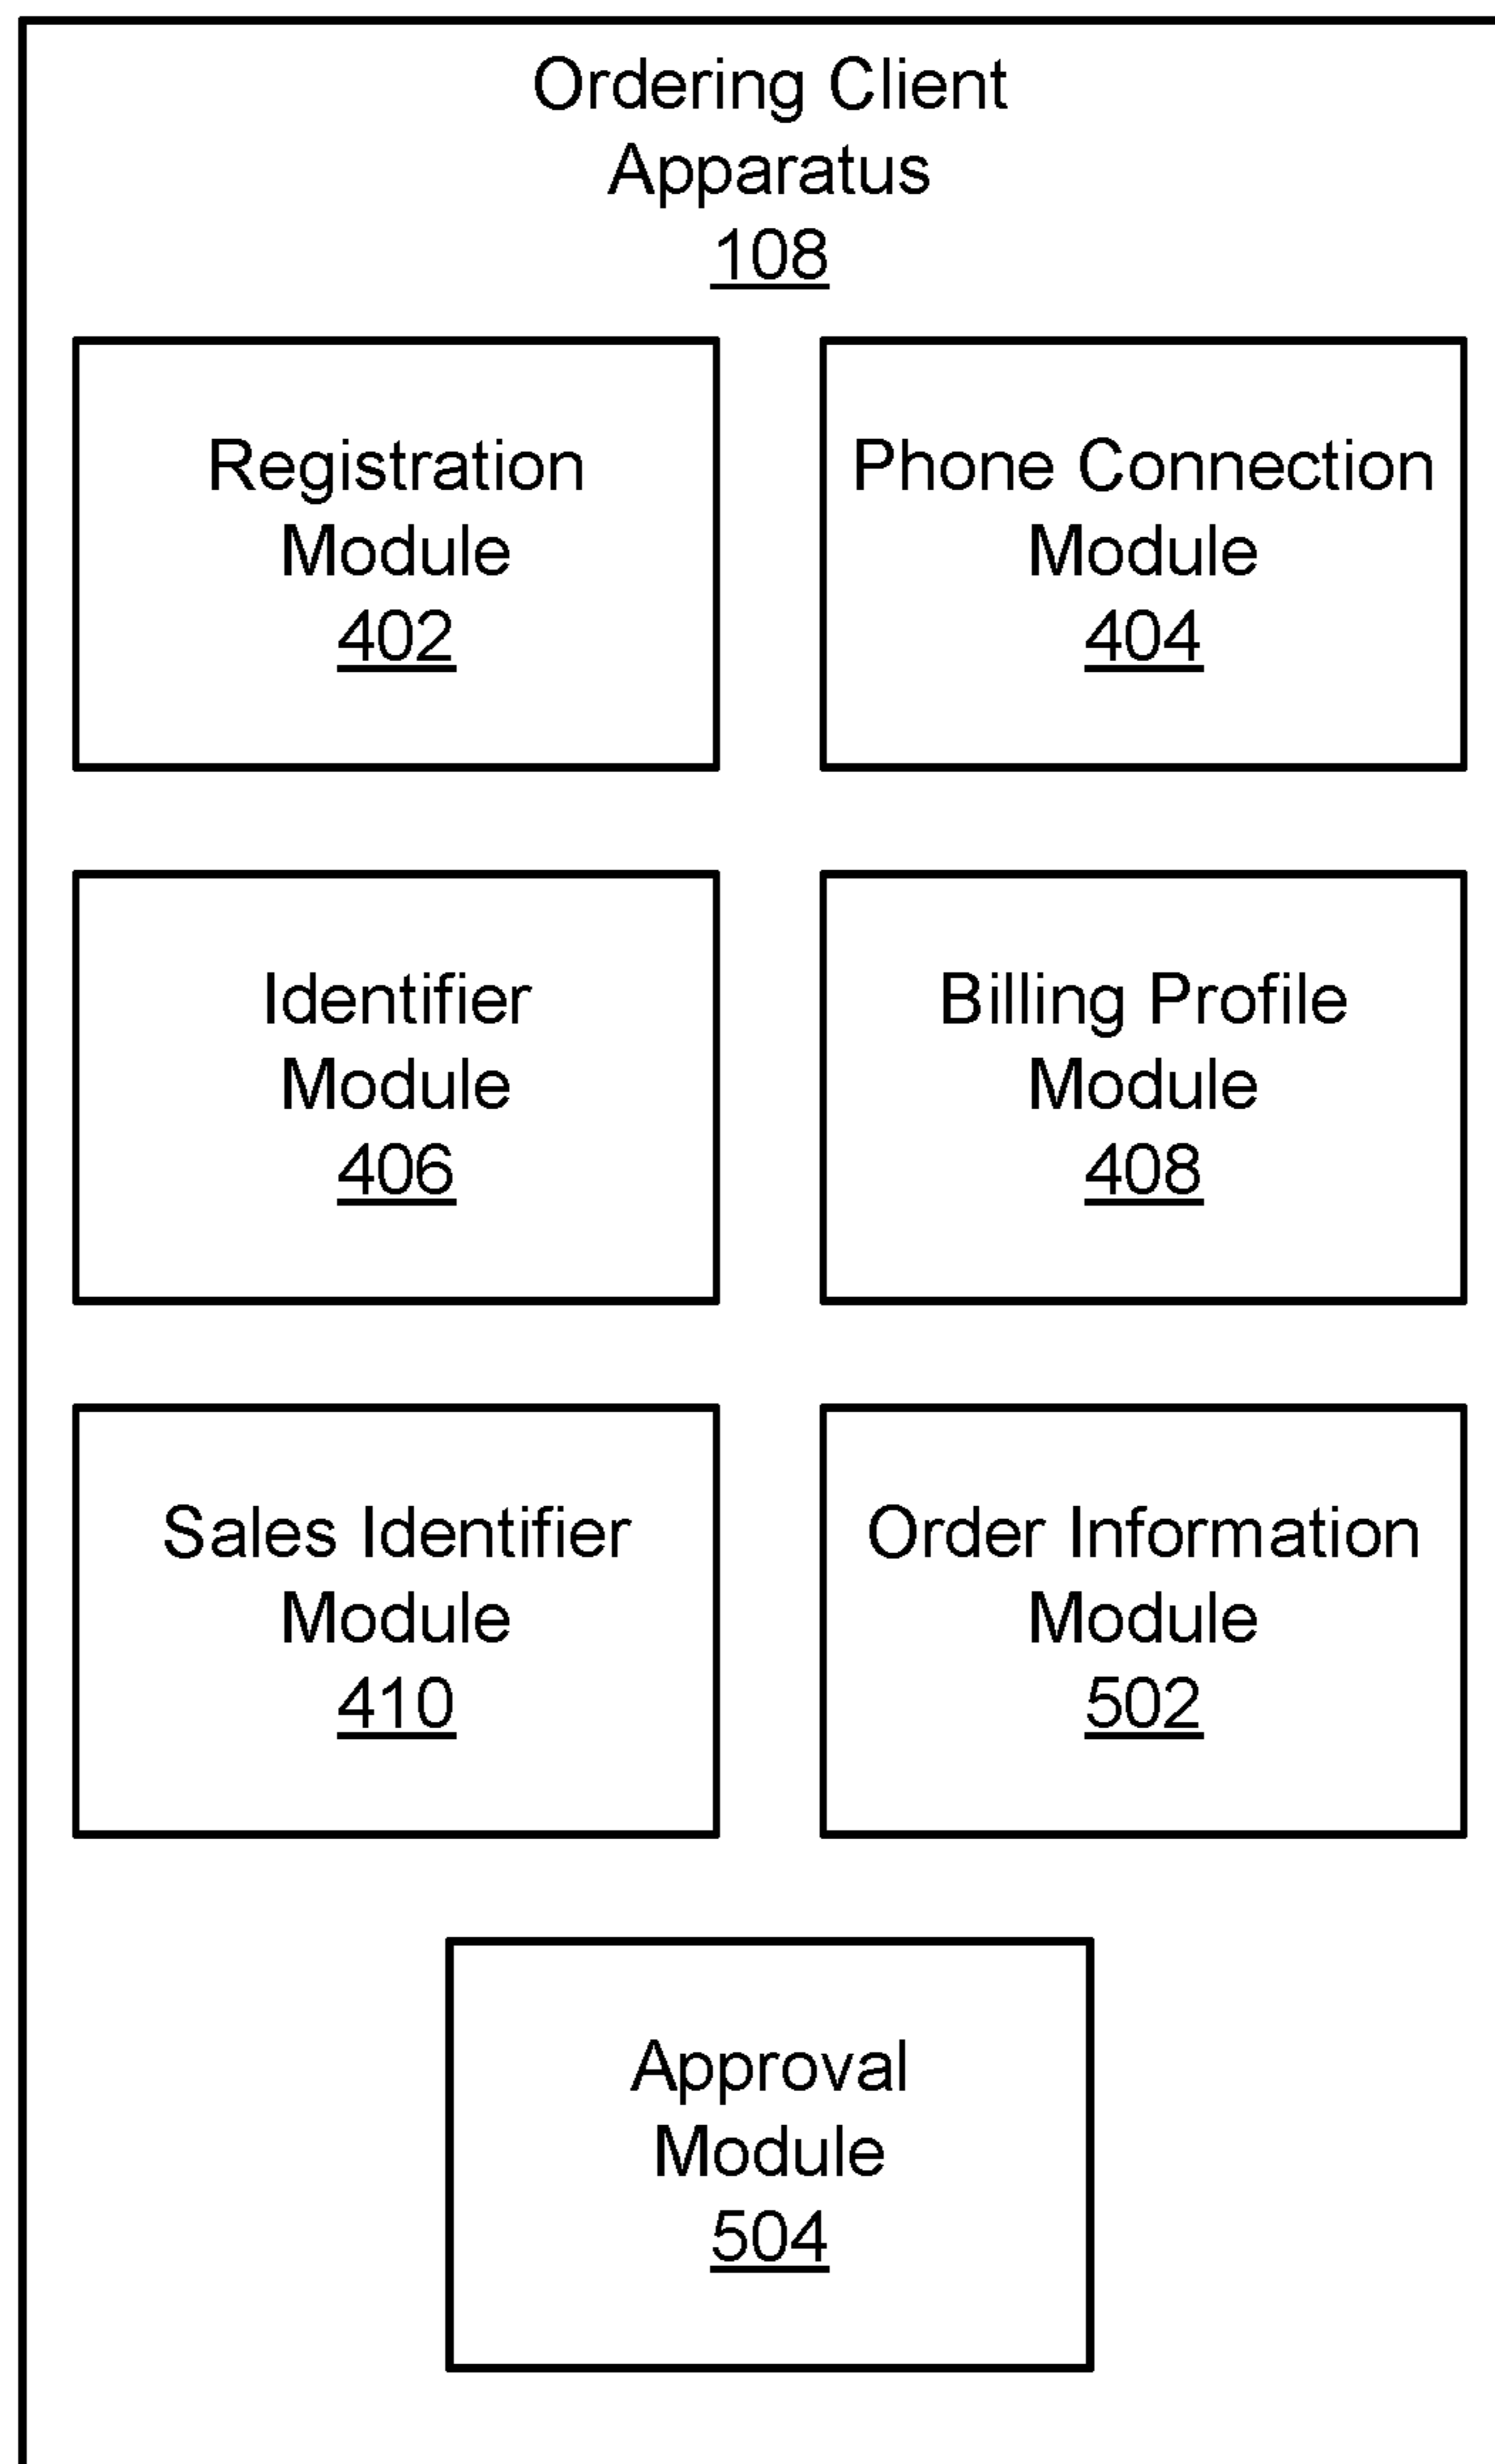 Ordering Client
Apparatus
108
Registration
Module
402
Phone Connection
Module
404
Identifier
Module
406
Billing Profile
Module
408
Sales Identifier
Module
410
Order Information
Module
502
Approval
Module
504